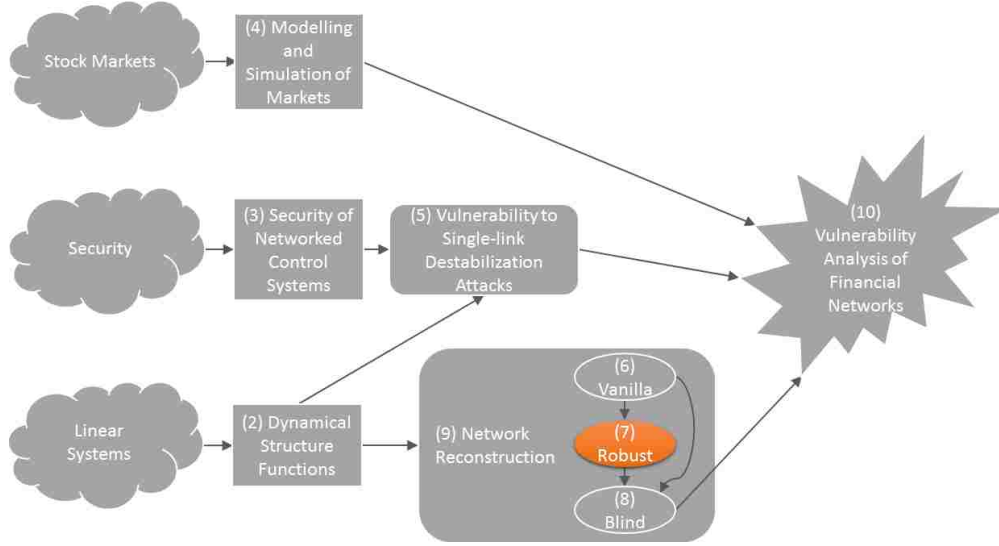 Stock Markets
(4) Modelling
and
Simulation of
Markets
Security
(3) Security of
Networked
Control
Systems
(5) Vulnerability to
Single-link
Destabilization
Attacks
(10)
Vulnerability
Analysis of
Financial
Networks
Linear
Systems
(2) Dynamical
Structure
Functions
(9) Network
Reconstruction
(6)
Vanilla
(7)
Robust
(8)
Blind